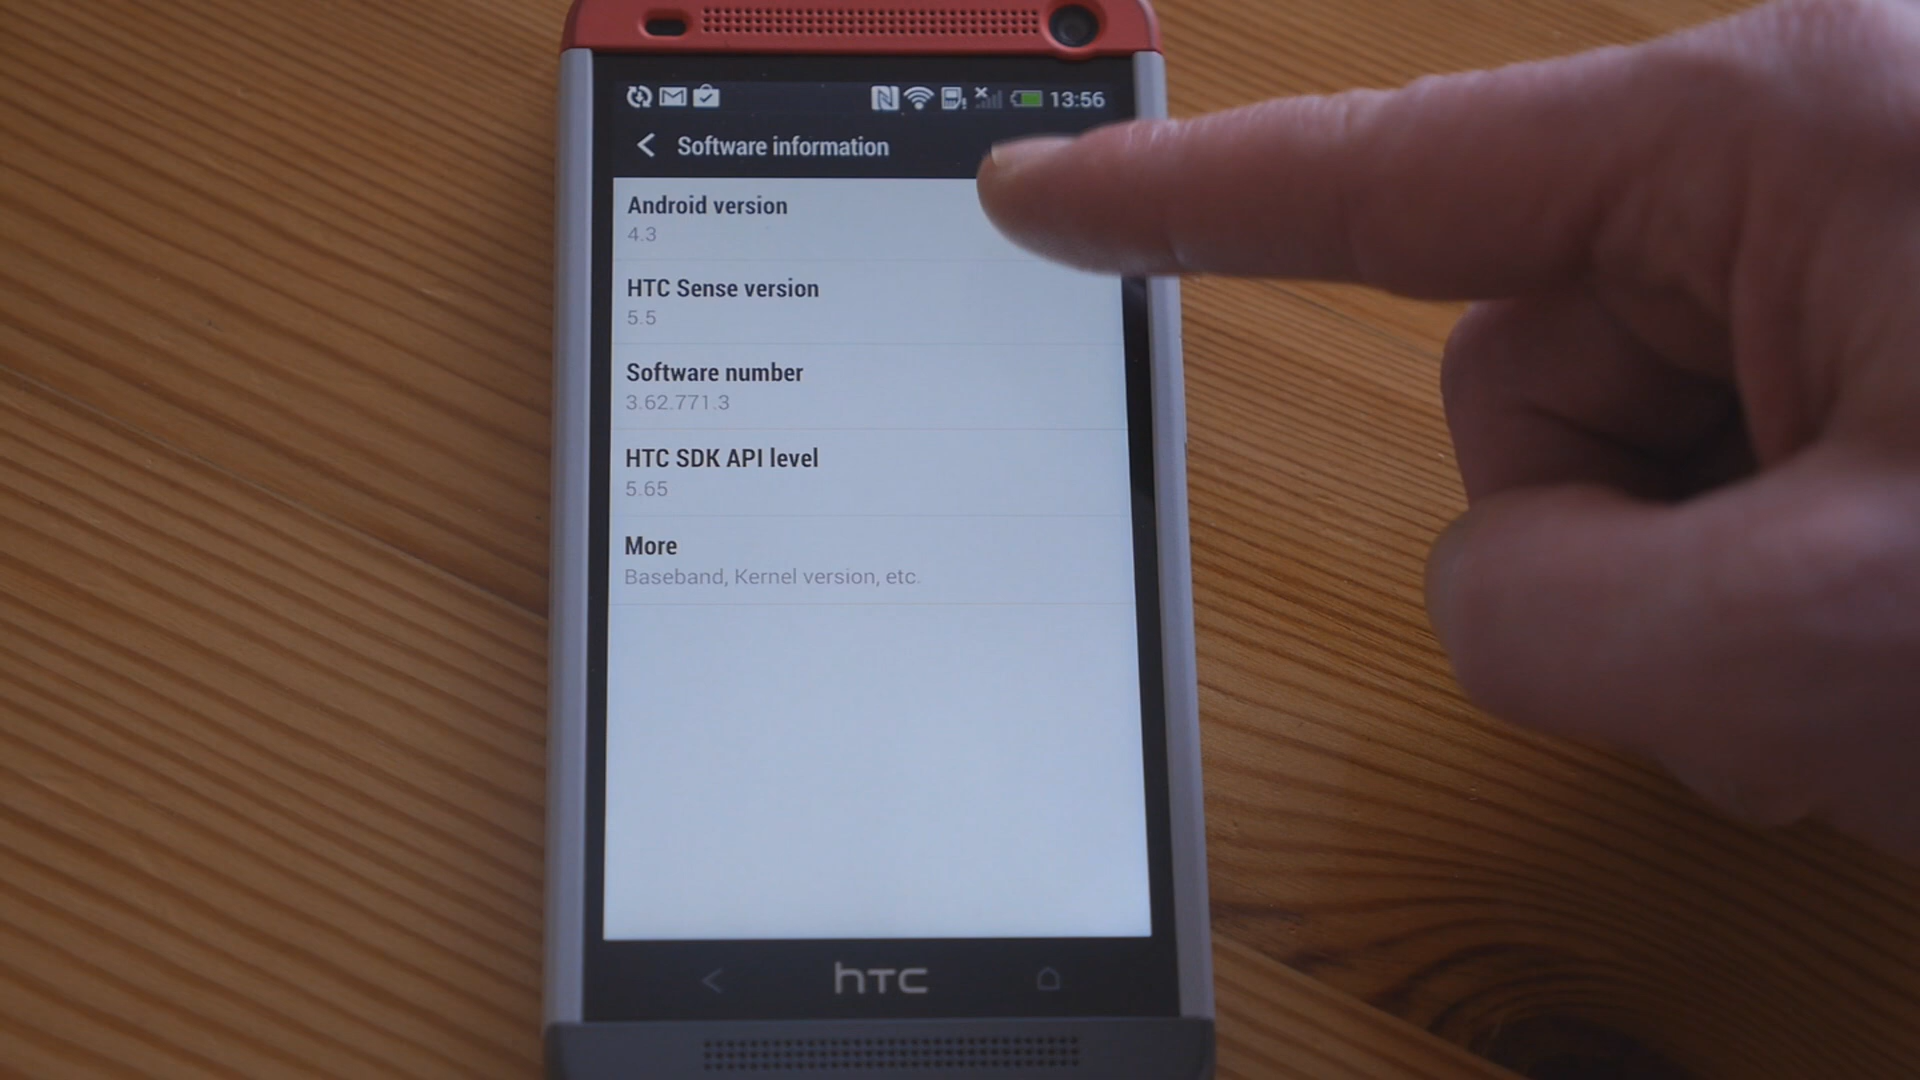 13:56
Software information
Android version
4.3
HTC Sense version
5.5
Software number
3.62.771.3
HTC SDK API level
5.65
More
Baseband, Kernel version, etc.
hTC